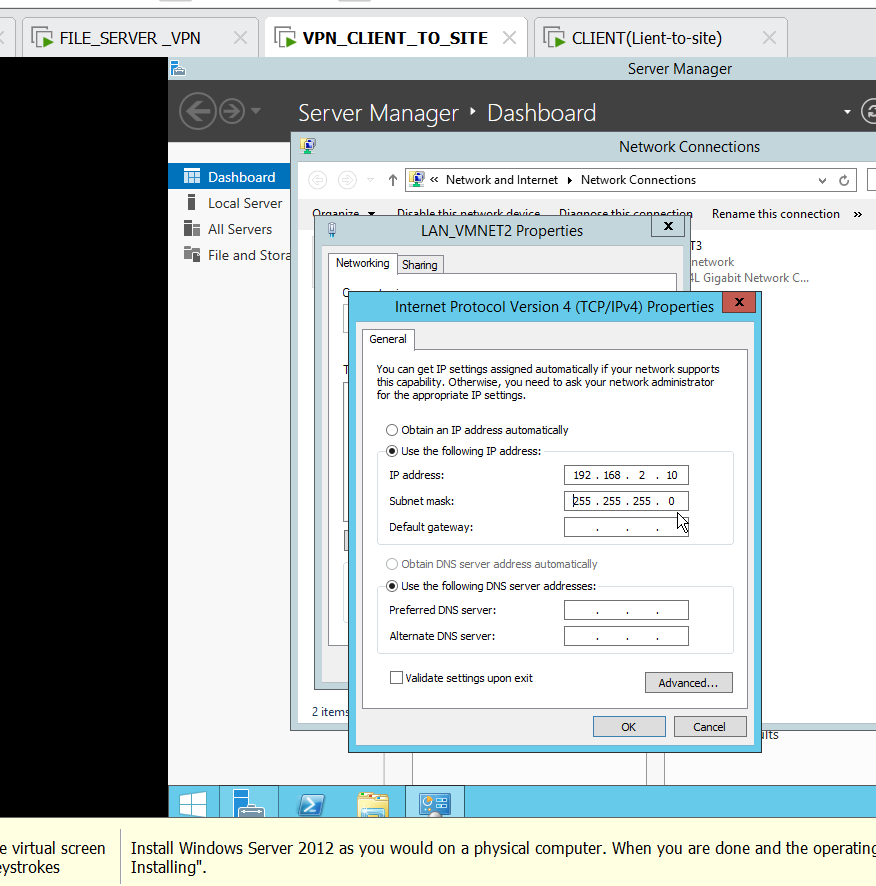 FILE_SERVER _VPN
VPN_CLIENT_TO_SITE
CLIENT(Lient-to-site)
Server Manager
Server Manager Dashboard
Network Connections
Dashboard
Local Server
All Servers
File and Stora
« Network and Internet Network Connections
Organize Disable this network device Diagnose this connection Rename this connection »
LAN_VMNET2 Properties
x
T3
network
4L Gigabit Network C...
Networking
Sharing
Internet Protocol Version 4 (TCP/IPv4) Properties
x
General
You can get IP settings assigned automatically if your network supports
this capability. Otherwise, you need to ask your network administrator
for the appropriate IP settings.
Obtain an IP address automatically
Use the following IP address:
IP address: 192 . 168 . 2 . 10
Subnet mask: 255 . 255 . 255 . 0
Default gateway: . . .
Obtain DNS server address automatically
Use the following DNS server addresses:
Preferred DNS server: . . .
Alternate DNS server: . . .
Validate settings upon exit
Advanced...
OK
Cancel
2 items
ults
e virtual screen
eystrokes
Install Windows Server 2012 as you would on a physical computer. When you are done and the operating
Installing".